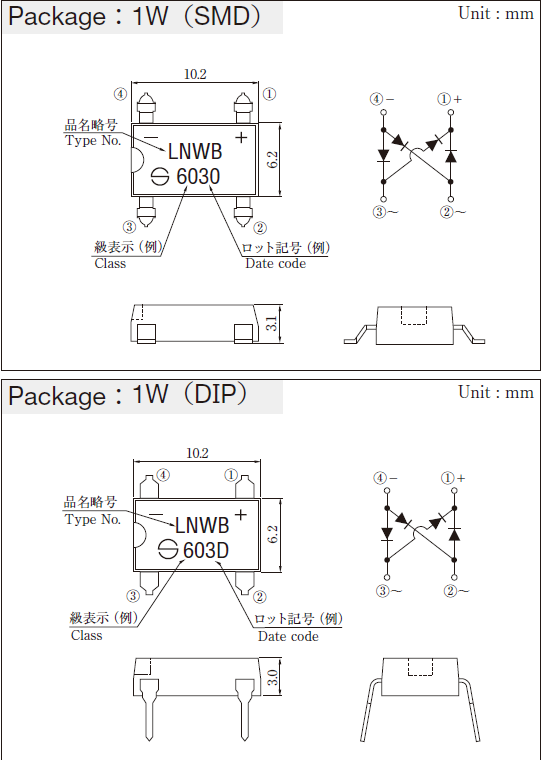 Package：1W（SMD） Unit : mm
10.2
④ ①
④− ①+
品名略号
Type No.
− +
LNWB
6030
6.2
③ ②
③~ ②~
級表示（例） ロット記号（例）
Class Date code
3.1
Package：1W（DIP） Unit : mm
10.2
④ ①
④− ①+
品名略号
Type No.
− +
LNWB
603D
6.2
③ ②
③~ ②~
級表示（例） ロット記号（例）
Class Date code
3.0